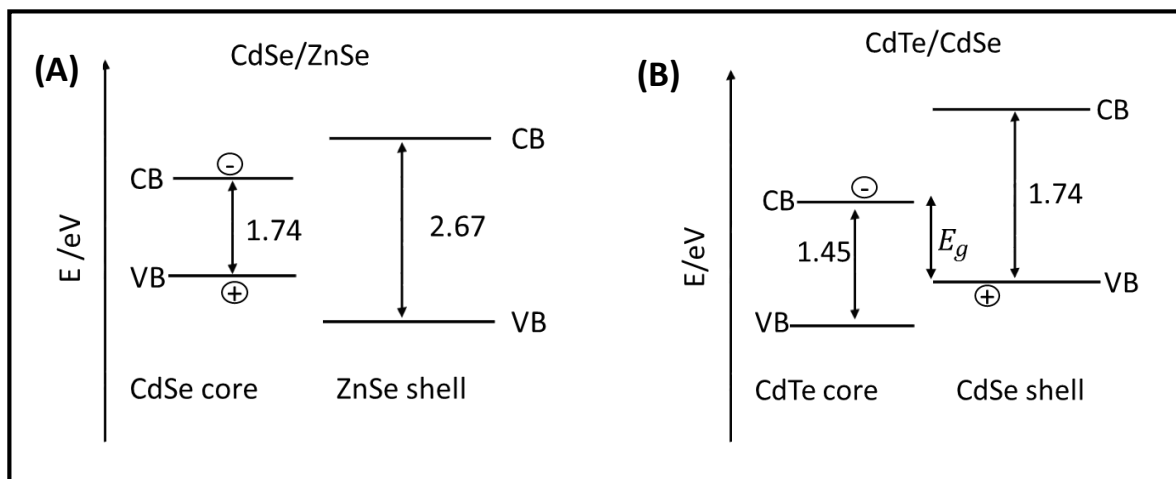 (A)
CdSe/ZnSe
E /eV
CB
-
1.74
VB
+
CB
2.67
VB
CdSe core
ZnSe shell
(B)
CdTe/CdSe
E/eV
CB
-
1.45
VB
E_g
CB
1.74
VB
+
CdTe core
CdSe shell